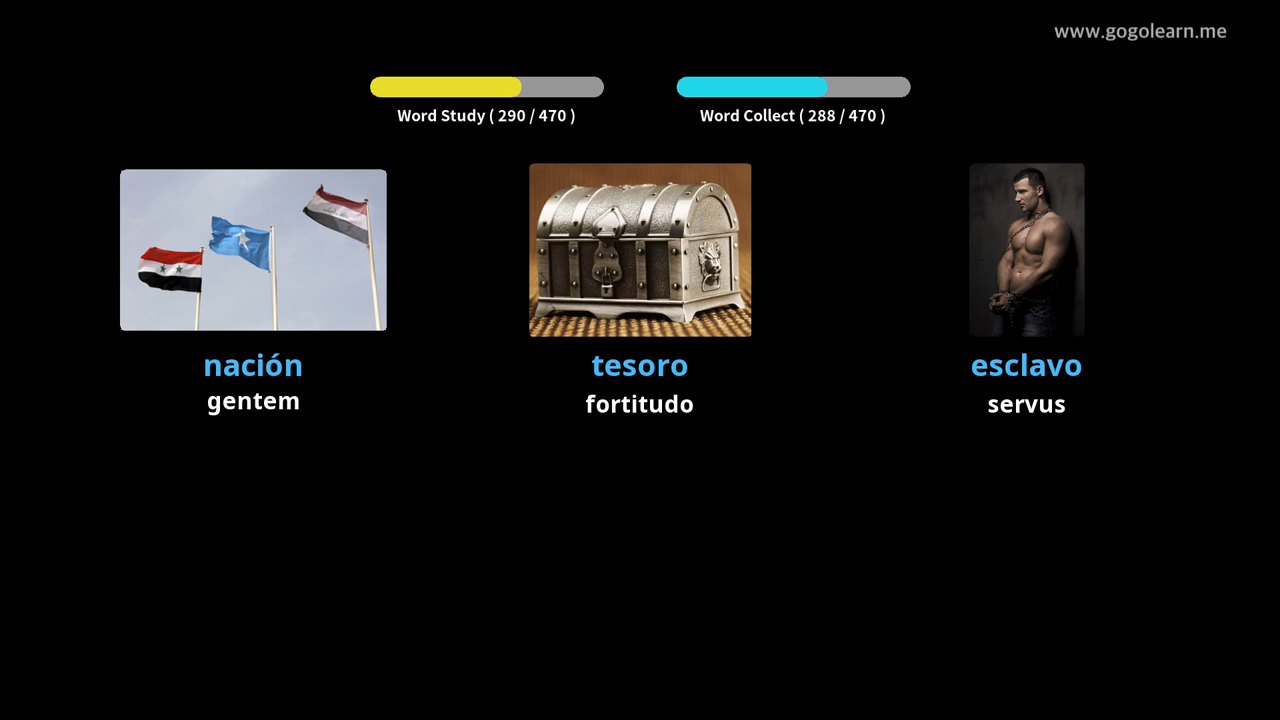 www.gogolearn.me
Word Study ( 290 / 470 )
Word Collect ( 288 / 470 )
nación
gentem
tesoro
fortitudo
esclavo
servus